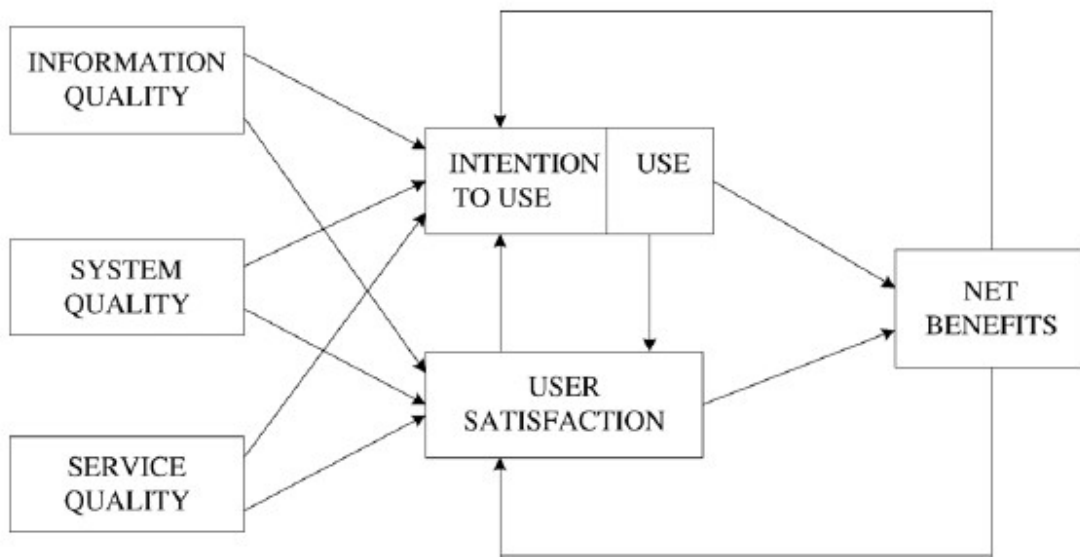 INFORMATION
QUALITY
SYSTEM
QUALITY
SERVICE
QUALITY
INTENTION
TO USE
USE
USER
SATISFACTION
NET
BENEFITS